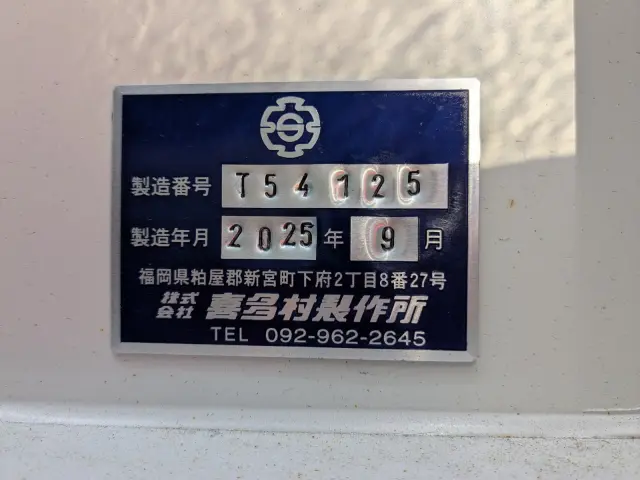 製造番号 T54125
製造年月 2025年 9月
福岡県粕屋郡新宮町下府2丁目8番27号
株式会社 喜多村製作所
TEL 092-962-2645